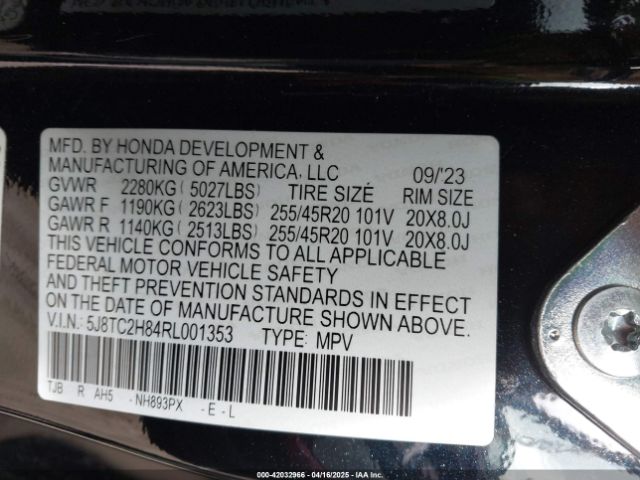 MFD. BY HONDA DEVELOPMENT &
MANUFACTURING OF AMERICA, LLC 09/'23
GVWR 2280KG (5027LBS) TIRE SIZE RIM SIZE
GAWR F 1190KG (2623LBS) 255/45R20 101V 20X8.0J
GAWR R 1140KG (2513LBS) 255/45R20 101V 20X8.0J
THIS VEHICLE CONFORMS TO ALL APPLICABLE
FEDERAL MOTOR VEHICLE SAFETY
AND THEFT PREVENTION STANDARDS IN EFFECT
ON THE DATE OF MANUFACTURE SHOWN ABOVE.
V.I.N.: 5J8TC2H84RL001353 TYPE: MPV
TJB R AH5 - NH893PX - E - L
000-42032966 - 04/16/2025 - IAA Inc.